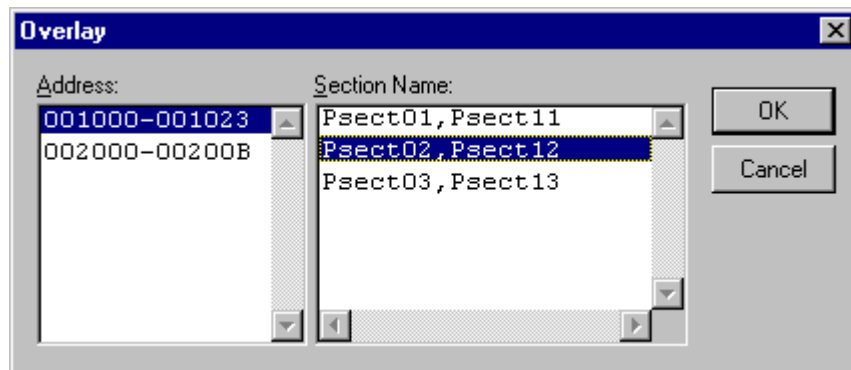 Overlay
Address:
001000-001023
002000-00200B
Section Name:
Psect01,Psect11
Psect02,Psect12
Psect03,Psect13
OK
Cancel